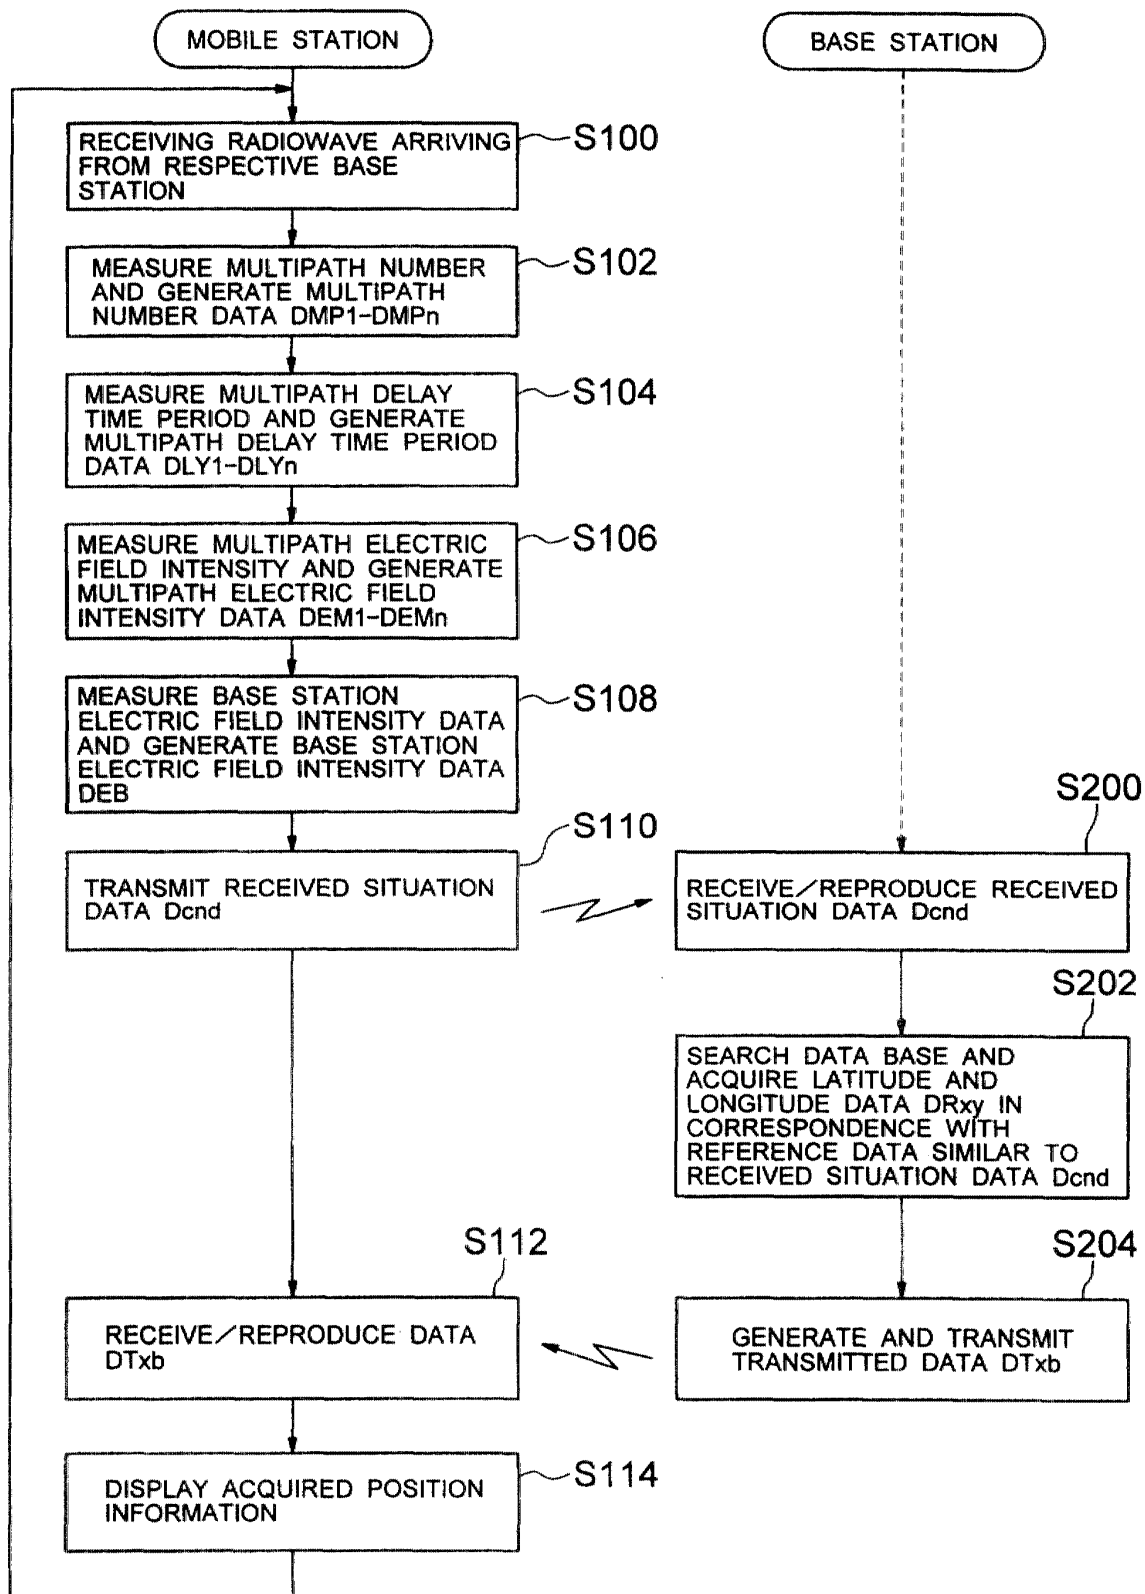 MOBILE STATION
BASE STATION
RECEIVING RADIOWAVE ARRIVING
FROM RESPECTIVE BASE
STATION
S100
MEASURE MULTIPATH NUMBER
AND GENERATE MULTIPATH
NUMBER DATA DMP1-DMPn
S102
MEASURE MULTIPATH DELAY
TIME PERIOD AND GENERATE
MULTIPATH DELAY TIME PERIOD
DATA DLY1-DLYn
S104
MEASURE MULTIPATH ELECTRIC
FIELD INTENSITY AND GENERATE
MULTIPATH ELECTRIC FIELD
INTENSITY DATA DEM1-DEMn
S106
MEASURE BASE STATION
ELECTRIC FIELD INTENSITY DATA
AND GENERATE BASE STATION
ELECTRIC FIELD INTENSITY DATA
DEB
S108
TRANSMIT RECEIVED SITUATION
DATA Dcnd
S110
S200
RECEIVE/REPRODUCE RECEIVED
SITUATION DATA Dcnd
S202
SEARCH DATA BASE AND
ACQUIRE LATITUDE AND
LONGITUDE DATA DRxy IN
CORRESPONDENCE WITH
REFERENCE DATA SIMILAR TO
RECEIVED SITUATION DATA Dcnd
S204
GENERATE AND TRANSMIT
TRANSMITTED DATA DTxb
S112
RECEIVE/REPRODUCE DATA
DTxb
DISPLAY ACQUIRED POSITION
INFORMATION
S114